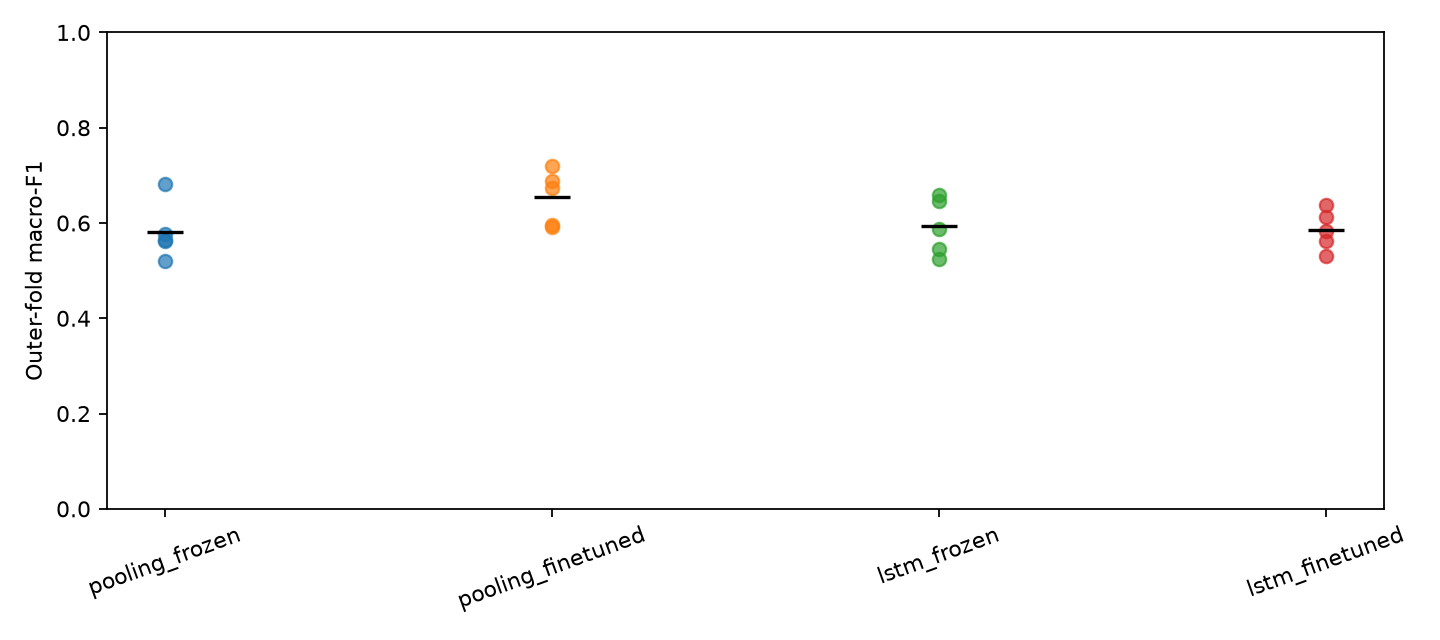 Outer-fold macro-F1
1.0
0.8
0.6
0.4
0.2
0.0
pooling_frozen
pooling_finetuned
lstm_frozen
lstm_finetuned